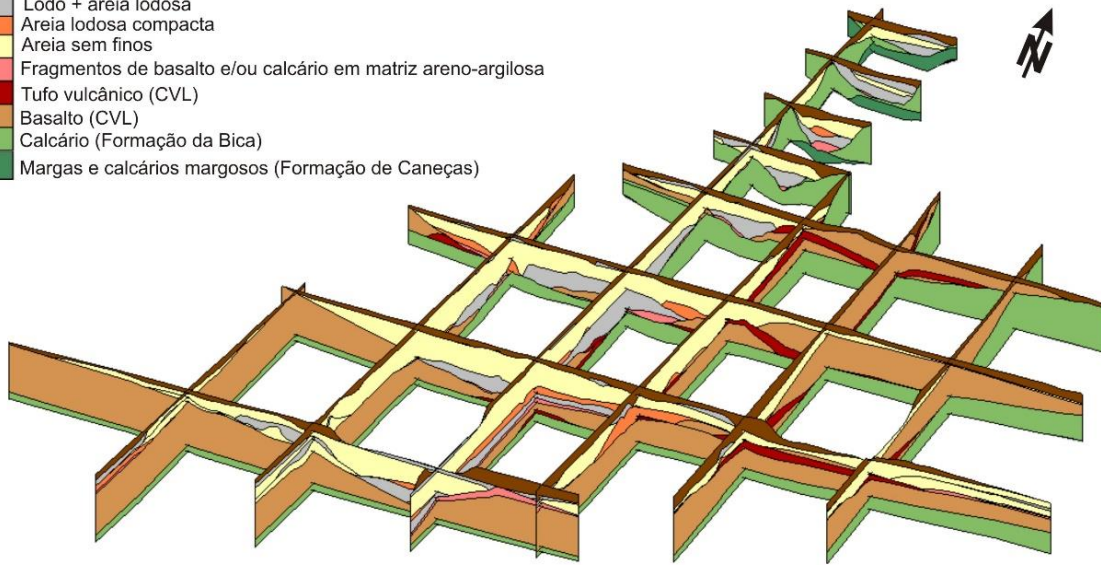 Lodo + areia lodosa
Areia lodosa compacta
Areia sem finos
Fragmentos de basalto e/ou calcário em matriz areno-argilosa
Tufo vulcânico (CVL)
Basalto (CVL)
Calcário (Formação da Bica)
Margas e calcários margosos (Formação de Caneças)
N